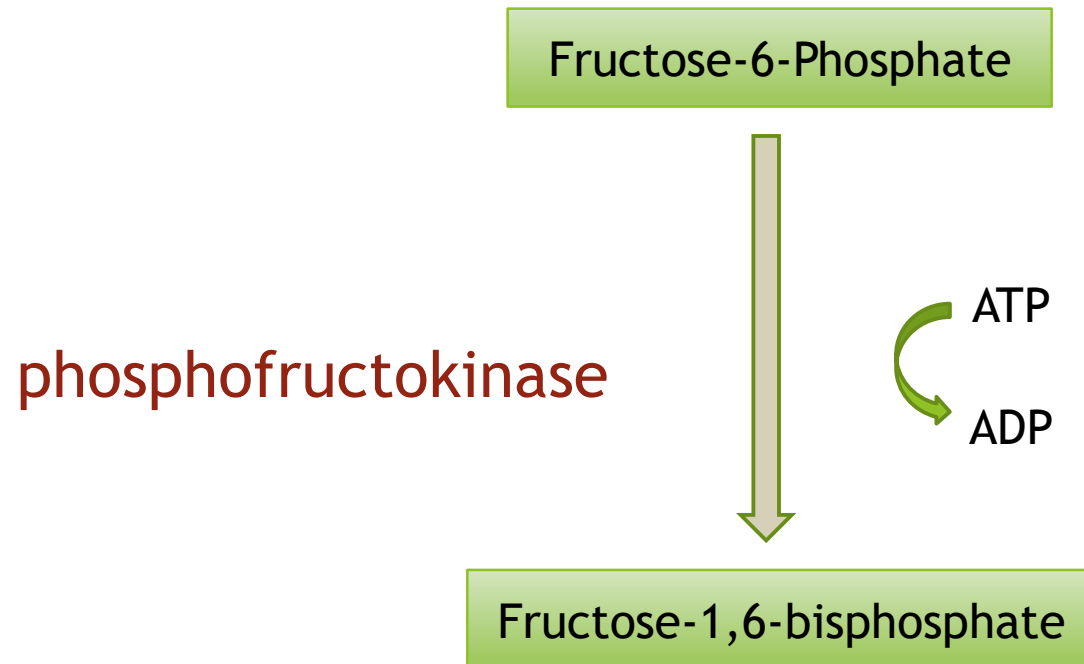 Fructose-6-Phosphate
ATP
phosphofructokinase
ADP
Fructose-1,6-bisphosphate